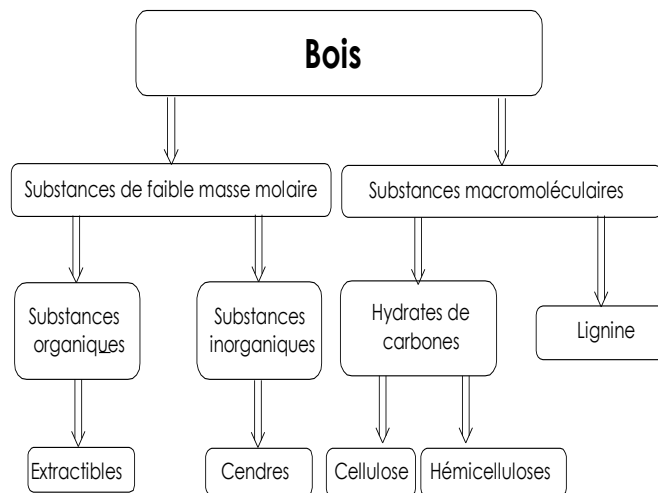 Bois
Substances de faible masse molaire
Substances macromoléculaires
Substances
organiques
Substances
inorganiques
Hydrates de
carbones
Lignine
Extractibles
Cendres
Cellulose
Hémicelluloses